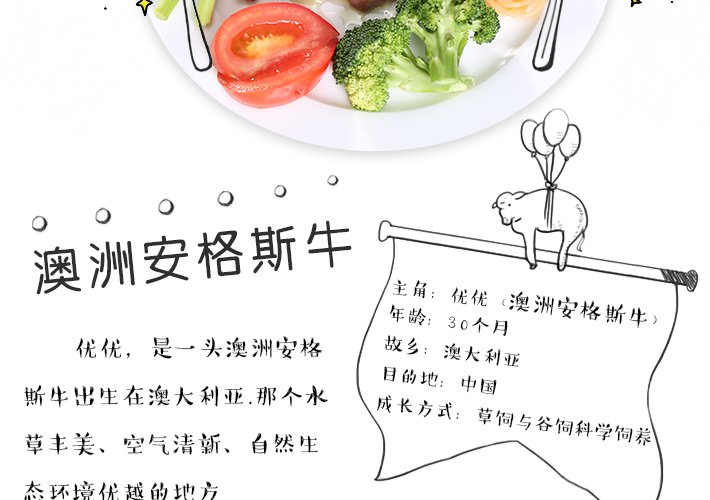 澳洲安格斯牛
优优，是一头澳洲安格
斯牛出生在澳大利亚.那个水
草丰美、空气清新、自然生
态环境优越的地方
主角：优优（澳洲安格斯牛）
年龄：30个月
故乡：澳大利亚
目的地：中国
成长方式：草饲与谷饲科学饲养